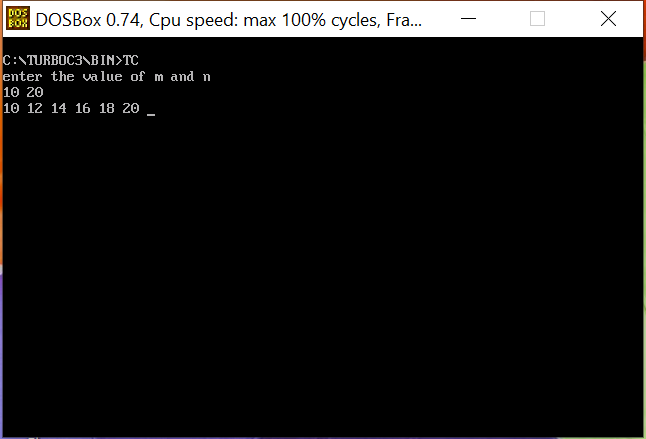 DOS
BOX
DOSBox 0.74, Cpu speed: max 100% cycles, Fra...
C:\TURBOC3\BIN>TC
enter the value of m and n
10 20
10 12 14 16 18 20 _